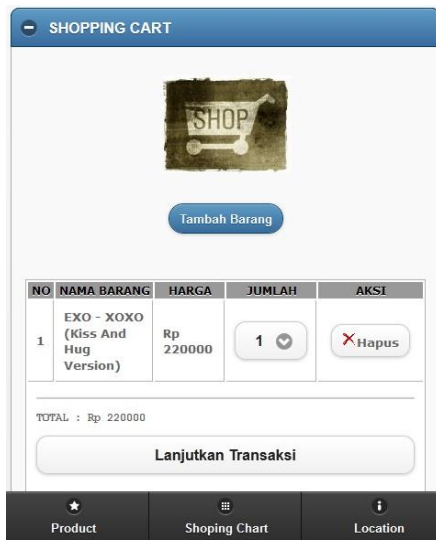 SHOPPING CART
SHOP
Tambah Barang
NO NAMA BARANG HARGA JUMLAH AKSI
1 EXO - XOXO (Kiss And Hug Version) Rp 220000 1 Hapus
TOTAL : Rp 220000
Lanjutkan Transaksi
Product Shoping Chart Location